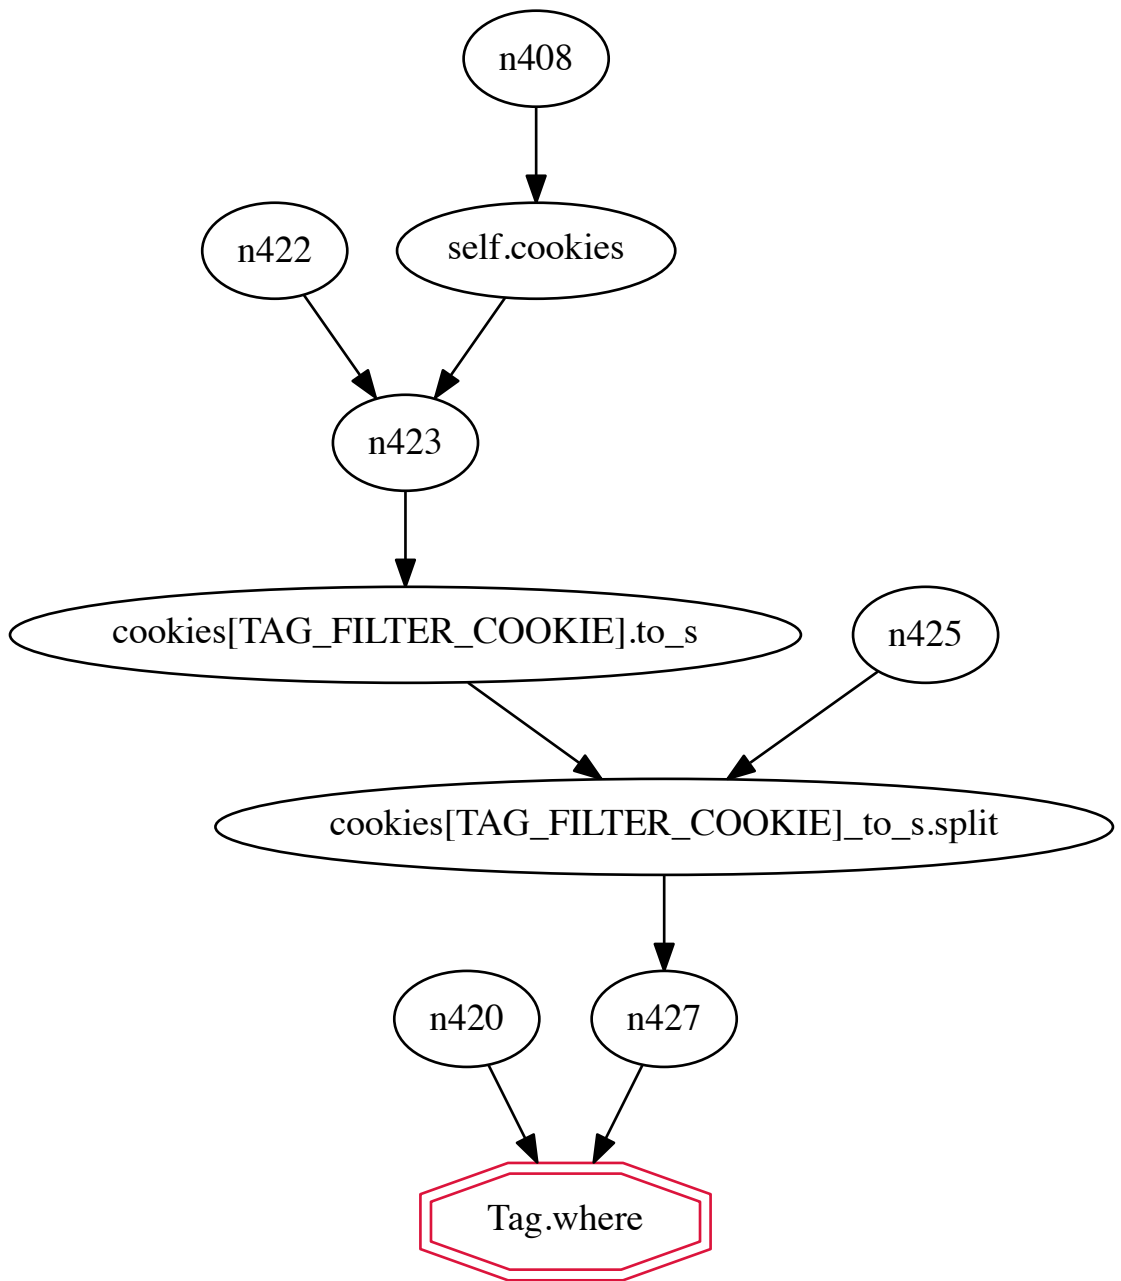 n408
n422
self.cookies
n423
cookies[TAG_FILTER_COOKIE].to_s
n425
cookies[TAG_FILTER_COOKIE]_to_s.split
n420
n427
Tag.where